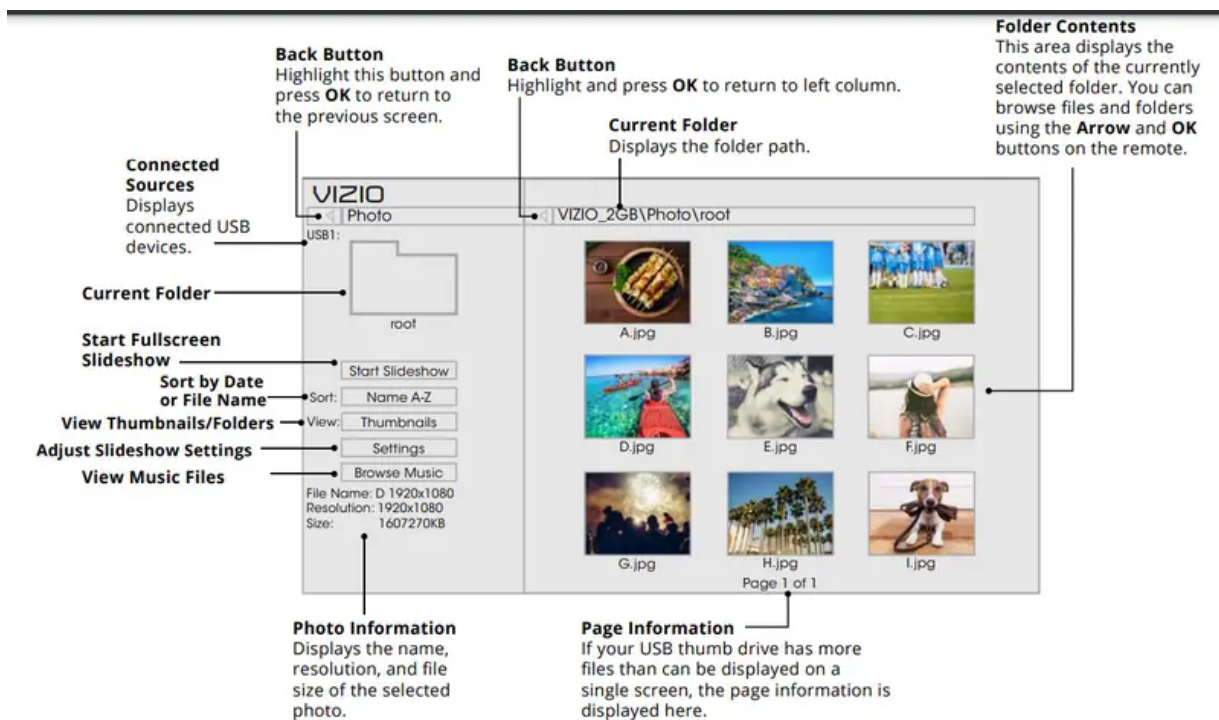 Back Button
Highlight this button and
press OK to return to
the previous screen.
Back Button
Highlight and press OK to return to left column.
Current Folder
Displays the folder path.
Folder Contents
This area displays the
contents of the currently
selected folder. You can
browse files and folders
using the Arrow and OK
buttons on the remote.
Connected
Sources
Displays
connected USB
devices.
Current Folder
Start Fullscreen
Slideshow
Sort by Date
or File Name
View Thumbnails/Folders
Adjust Slideshow Settings
View Music Files
VIZIO
Photo
USB1:
root
Start Slideshow
Sort: Name A-Z
View: Thumbnails
Settings
Browse Music
File Name: D 1920x1080
Resolution: 1920x1080
Size: 1607270KB
VIZIO_2GB\Photo\root
A.jpg B.jpg C.jpg
D.jpg E.jpg F.jpg
G.jpg H.jpg I.jpg
Page 1 of 1
Photo Information
Displays the name,
resolution, and file
size of the selected
photo.
Page Information
If your USB thumb drive has more
files than can be displayed on a
single screen, the page information is
displayed here.